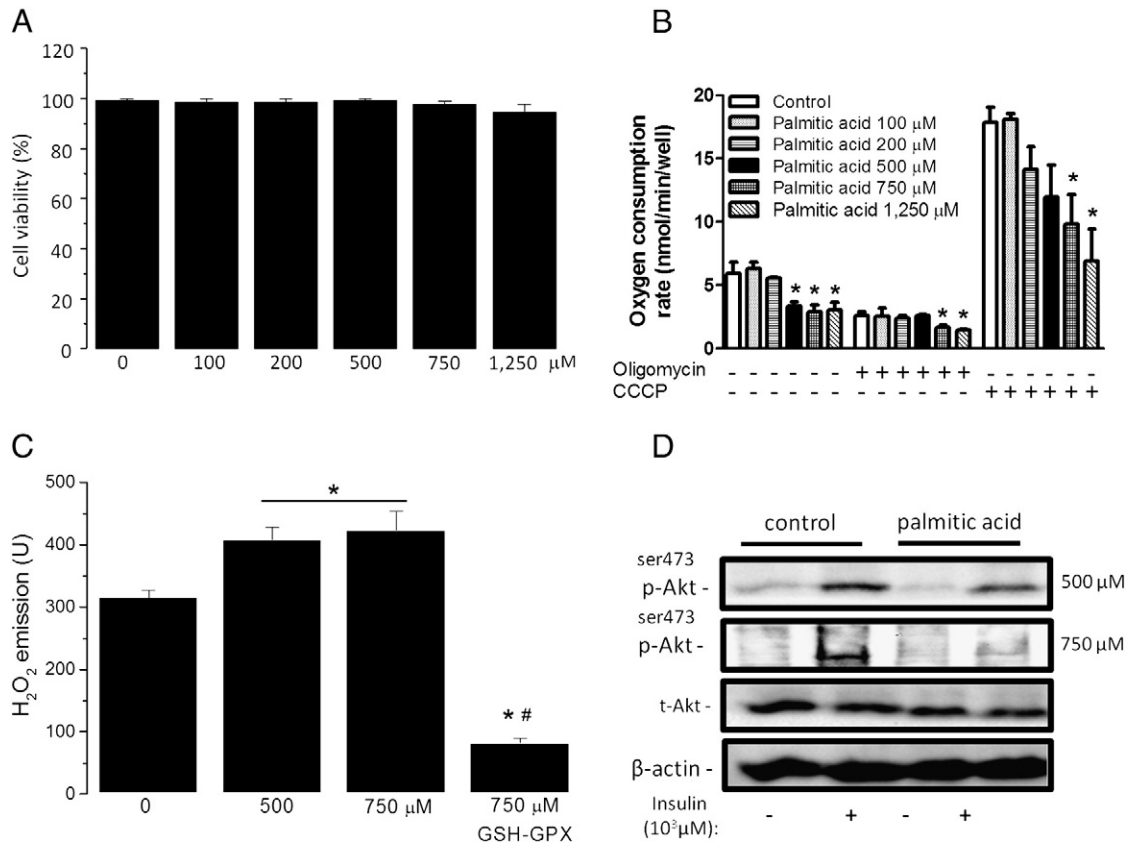 A
Cell viability (%)
120
100
80
60
40
20
0
0 100 200 500 750 1,250 µM
B
Oxygen consumption
rate (nmol/min/well)
20
15
10
5
0
Control
Palmitic acid 100 µM
Palmitic acid 200 µM
Palmitic acid 500 µM
Palmitic acid 750 µM
Palmitic acid 1,250 µM
* * *
* *
*
*
Oligomycin - - - - - - + + + + + + - - - - - -
CCCP - - - - - - - - - - - - + + + + + +
C
H₂O₂ emission (U)
500
400
300
200
100
0
*
* #
0 500 750 µM 750 µM
GSH-GPX
D
control palmitic acid
ser473
p-Akt - 500 µM
ser473
p-Akt - 750 µM
t-Akt -
β-actin -
Insulin - + - +
(10³µM):